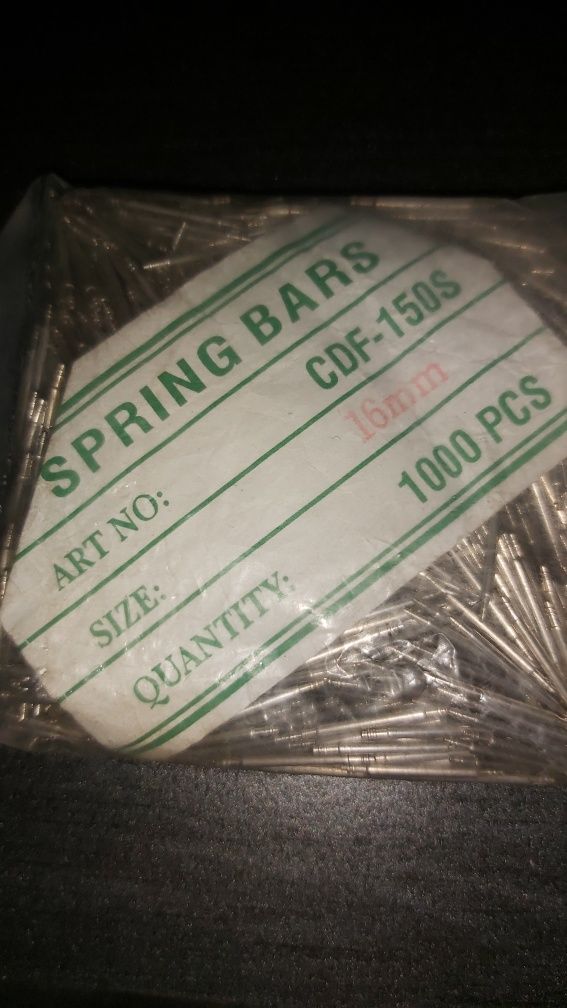 SPRING BARS
ART NO: CDF-150S
SIZE: 16mm
QUANTITY: 1000 PCS